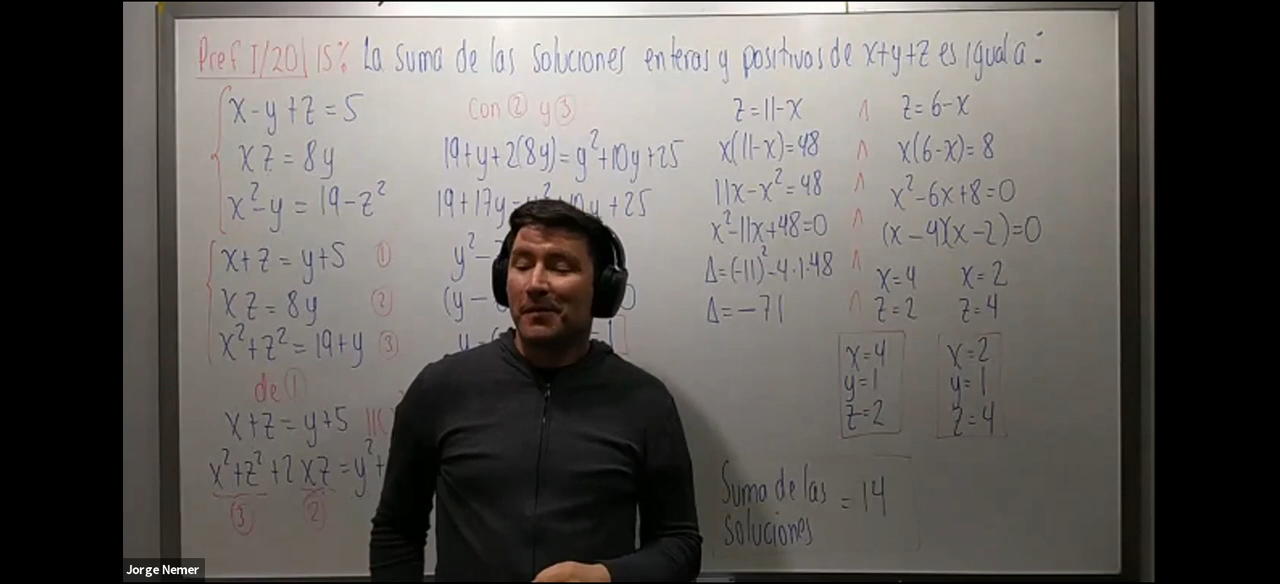 Pref I/20| 15% La suma de las soluciones enteras y positivas de x+y+z es igual a:
x-y+z=5
xz=8y
x²-y=19-z²
x+z=y+5 ①
xz=8y ②
x²+z²=19+y ③
de ①
x+z=y+5
x²+z²+2xz=y²+
③ ②
Con ② y ③
19+y+2(8y)=y²+10y+25
19+17y=y²+10y+25
y²-
(y-
z=11-x ∧ z=6-x
x(11-x)=48 ∧ x(6-x)=8
11x-x²=48 ∧ x²-6x+8=0
x²-11x+48=0 ∧ (x-4)(x-2)=0
Δ=(-11)²-4·1·48 ∧ x=4 x=2
Δ=-71 ∧ z=2 z=4
x=4 x=2
y=1 y=1
z=2 z=4
Suma de las soluciones = 14
Jorge Nemer